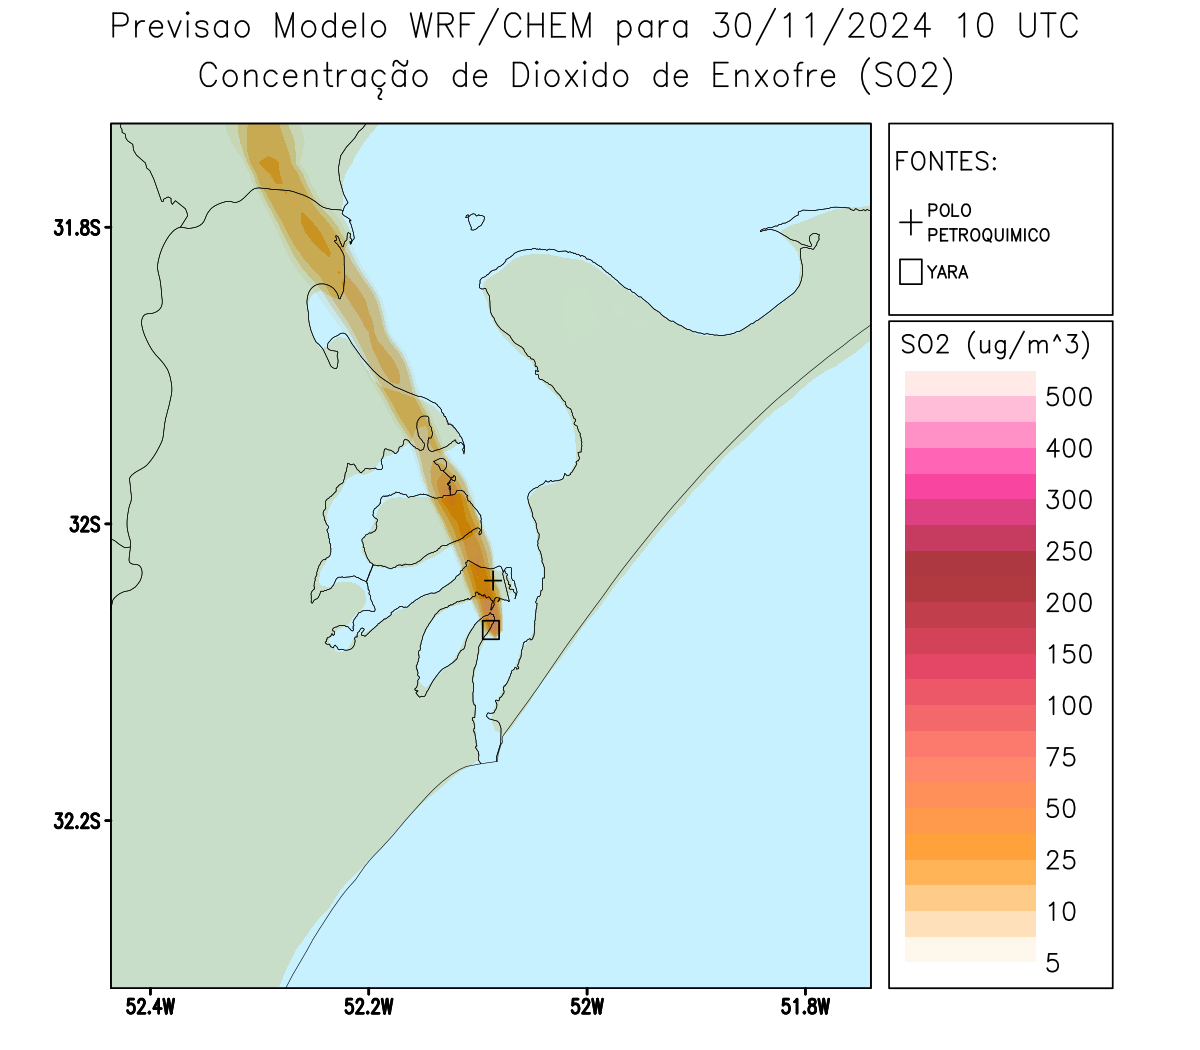 Previsao Modelo WRF/CHEM para 30/11/2024 10 UTC
Concentração de Dioxido de Enxofre (SO2)
FONTES:
POLO
PETROQUIMICO
YARA
SO2 (ug/m^3)
500
400
300
250
200
150
100
75
50
25
10
5
31.8S
32S
32.2S
52.4W
52.2W
52W
51.8W